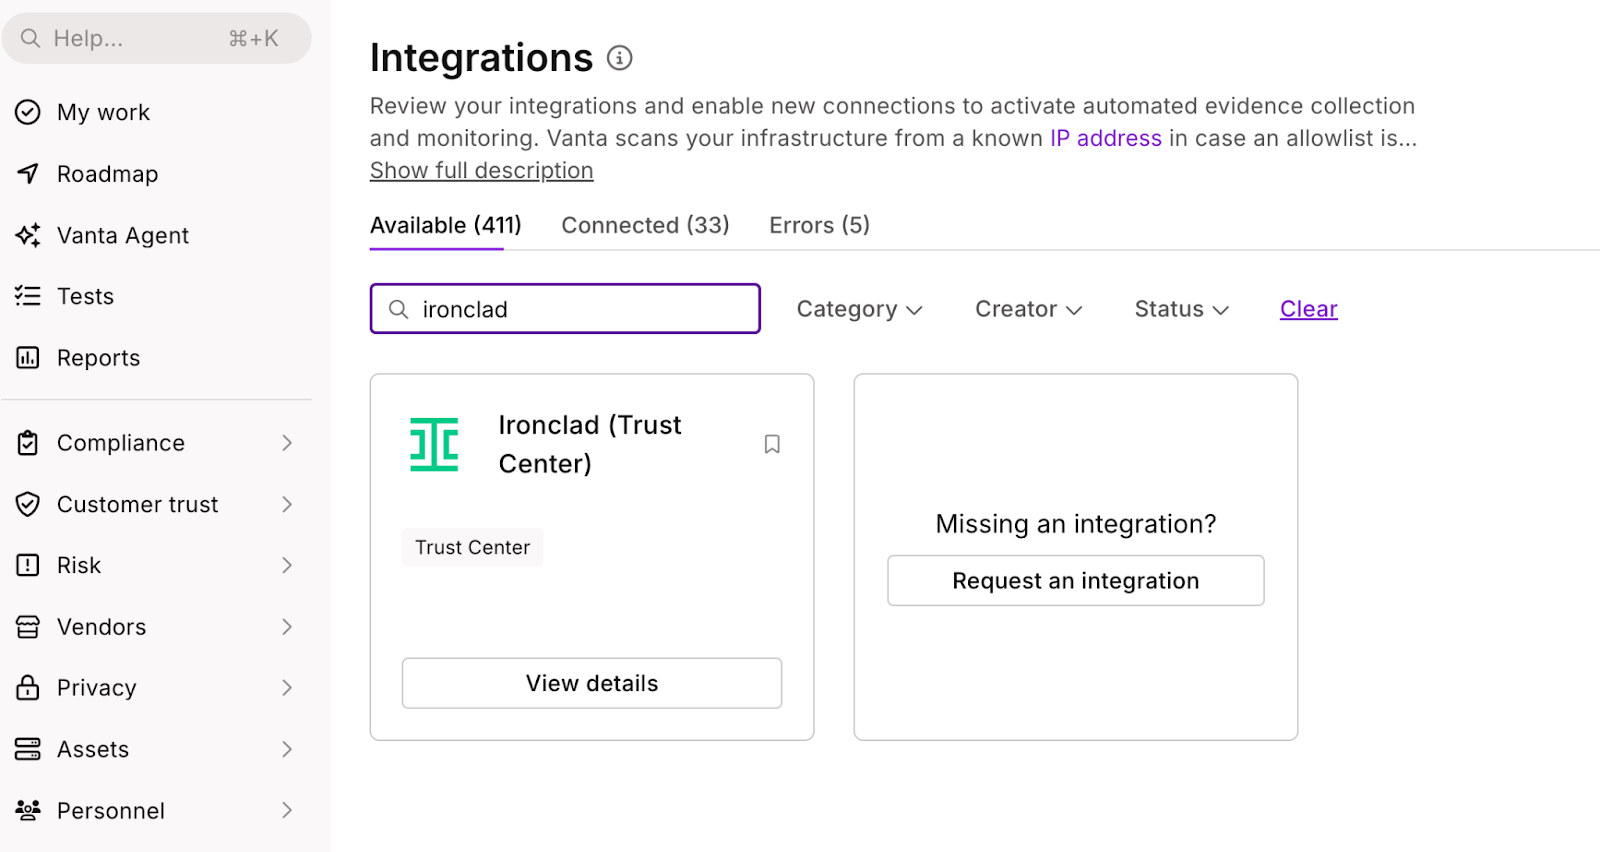 Help...
⌘+K
My work
Roadmap
Vanta Agent
Tests
Reports
Compliance
Customer trust
Risk
Vendors
Privacy
Assets
Personnel
Integrations
Review your integrations and enable new connections to activate automated evidence collection
and monitoring. Vanta scans your infrastructure from a known IP address in case an allowlist is...
Show full description
Available (411)
Connected (33)
Errors (5)
ironclad
Category
Creator
Status
Clear
Ironclad (Trust
Center)
Trust Center
View details
Missing an integration?
Request an integration